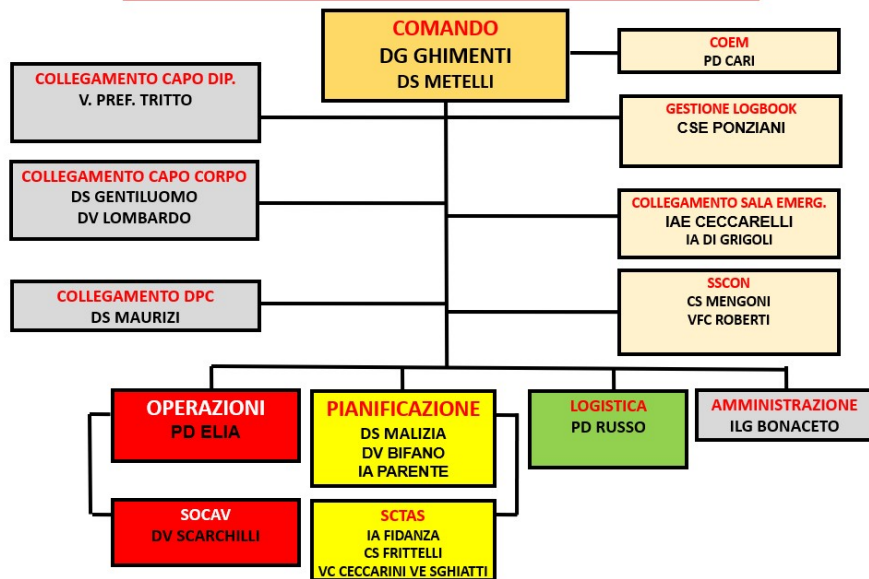 COMANDO
DG GHIMENTI
DS METELLI
COEM
PD CARI
COLLEGAMENTO CAPO DIP.
V. PREF. TRITTO
GESTIONE LOGBOOK
CSE PONZIANI
COLLEGAMENTO CAPO CORPO
DS GENTILUOMO
DV LOMBARDO
COLLEGAMENTO SALA EMERG.
IAE CECCARELLI
IA DI GRIGOLI
COLLEGAMENTO DPC
DS MAURIZI
SSCON
CS MENGONI
VFC ROBERTI
OPERAZIONI
PD ELIA
PIANIFICAZIONE
DS MALIZIA
DV BIFANO
IA PARENTE
LOGISTICA
PD RUSSO
AMMINISTRAZIONE
ILG BONACETO
SOCAV
DV SCARCHILLI
SCTAS
IA FIDANZA
CS FRITTELLI
VC CECCARINI VE SGHIATTI